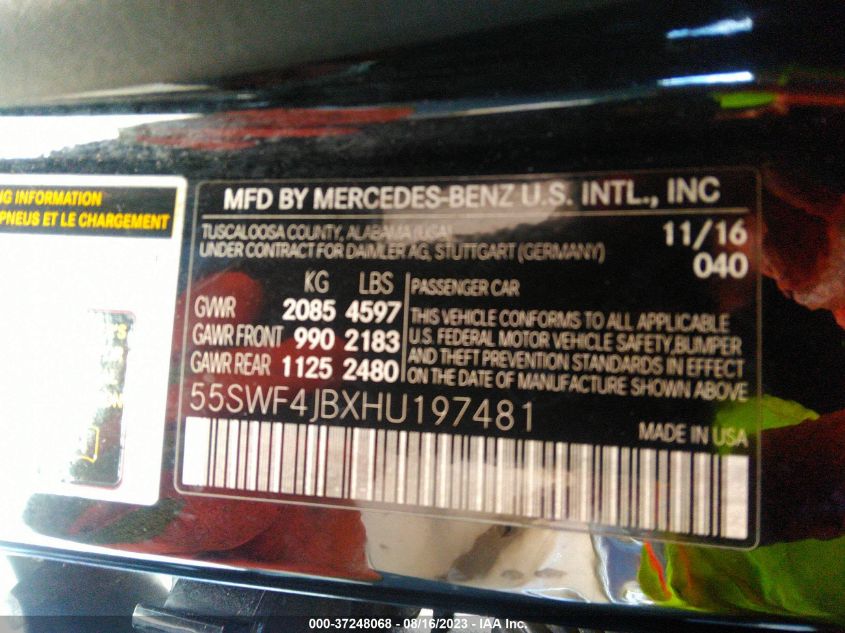 NG INFORMATION
PNEUS ET LE CHARGEMENT
MFD BY MERCEDES-BENZ U.S. INTL., INC
TUSCALOOSA COUNTY, ALABAMA (USA)
UNDER CONTRACT FOR DAIMLER AG, STUTTGART (GERMANY)
11/16
040
KG LBS
GVWR 2085 4597
GAWR FRONT 990 2183
GAWR REAR 1125 2480
PASSENGER CAR
THIS VEHICLE CONFORMS TO ALL APPLICABLE
U.S. FEDERAL MOTOR VEHICLE SAFETY,BUMPER
AND THEFT PREVENTION STANDARDS IN EFFECT
ON THE DATE OF MANUFACTURE SHOWN ABOVE
55SWF4JBXHU197481
MADE IN USA
000-37248068 - 08/16/2023 - IAA Inc.